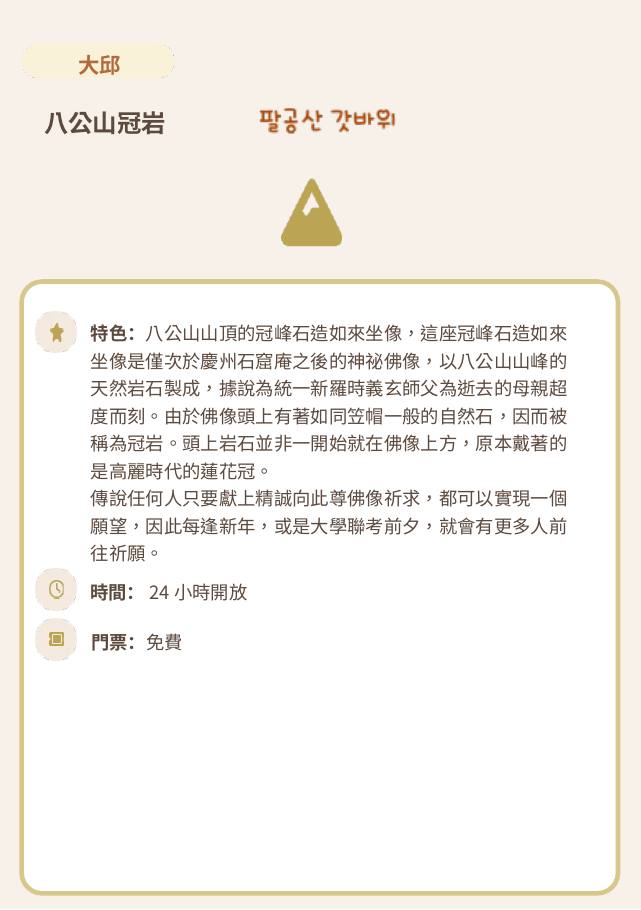 大邱
八公山冠岩
팔공산 갓바위
特色：八公山山頂的冠峰石造如來坐像，這座冠峰石造如來
坐像是僅次於慶州石窟庵之後的神祕佛像，以八公山山峰的
天然岩石製成，據說為統一新羅時義玄師父為逝去的母親超
度而刻。由於佛像頭上有著如同笠帽一般的自然石，因而被
稱為冠岩。頭上岩石並非一開始就在佛像上方，原本戴著的
是高麗時代的蓮花冠。
傳說任何人只要獻上精誠向此尊佛像祈求，都可以實現一個
願望，因此每逢新年，或是大學聯考前夕，就會有更多人前
往祈願。
時間： 24 小時開放
門票：免費